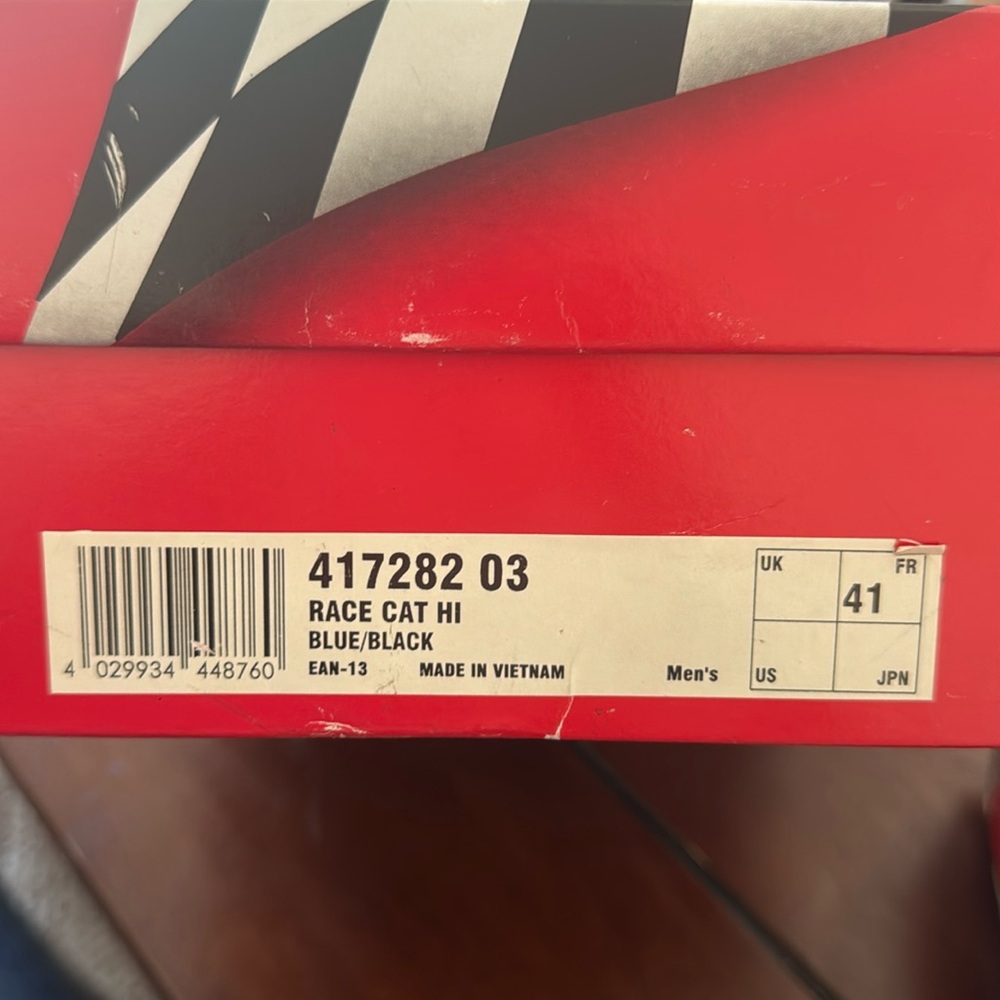 417282 03
RACE CAT HI
BLUE/BLACK
EAN-13 MADE IN VIETNAM Men's
4 029934 448760
UK FR
41
US JPN